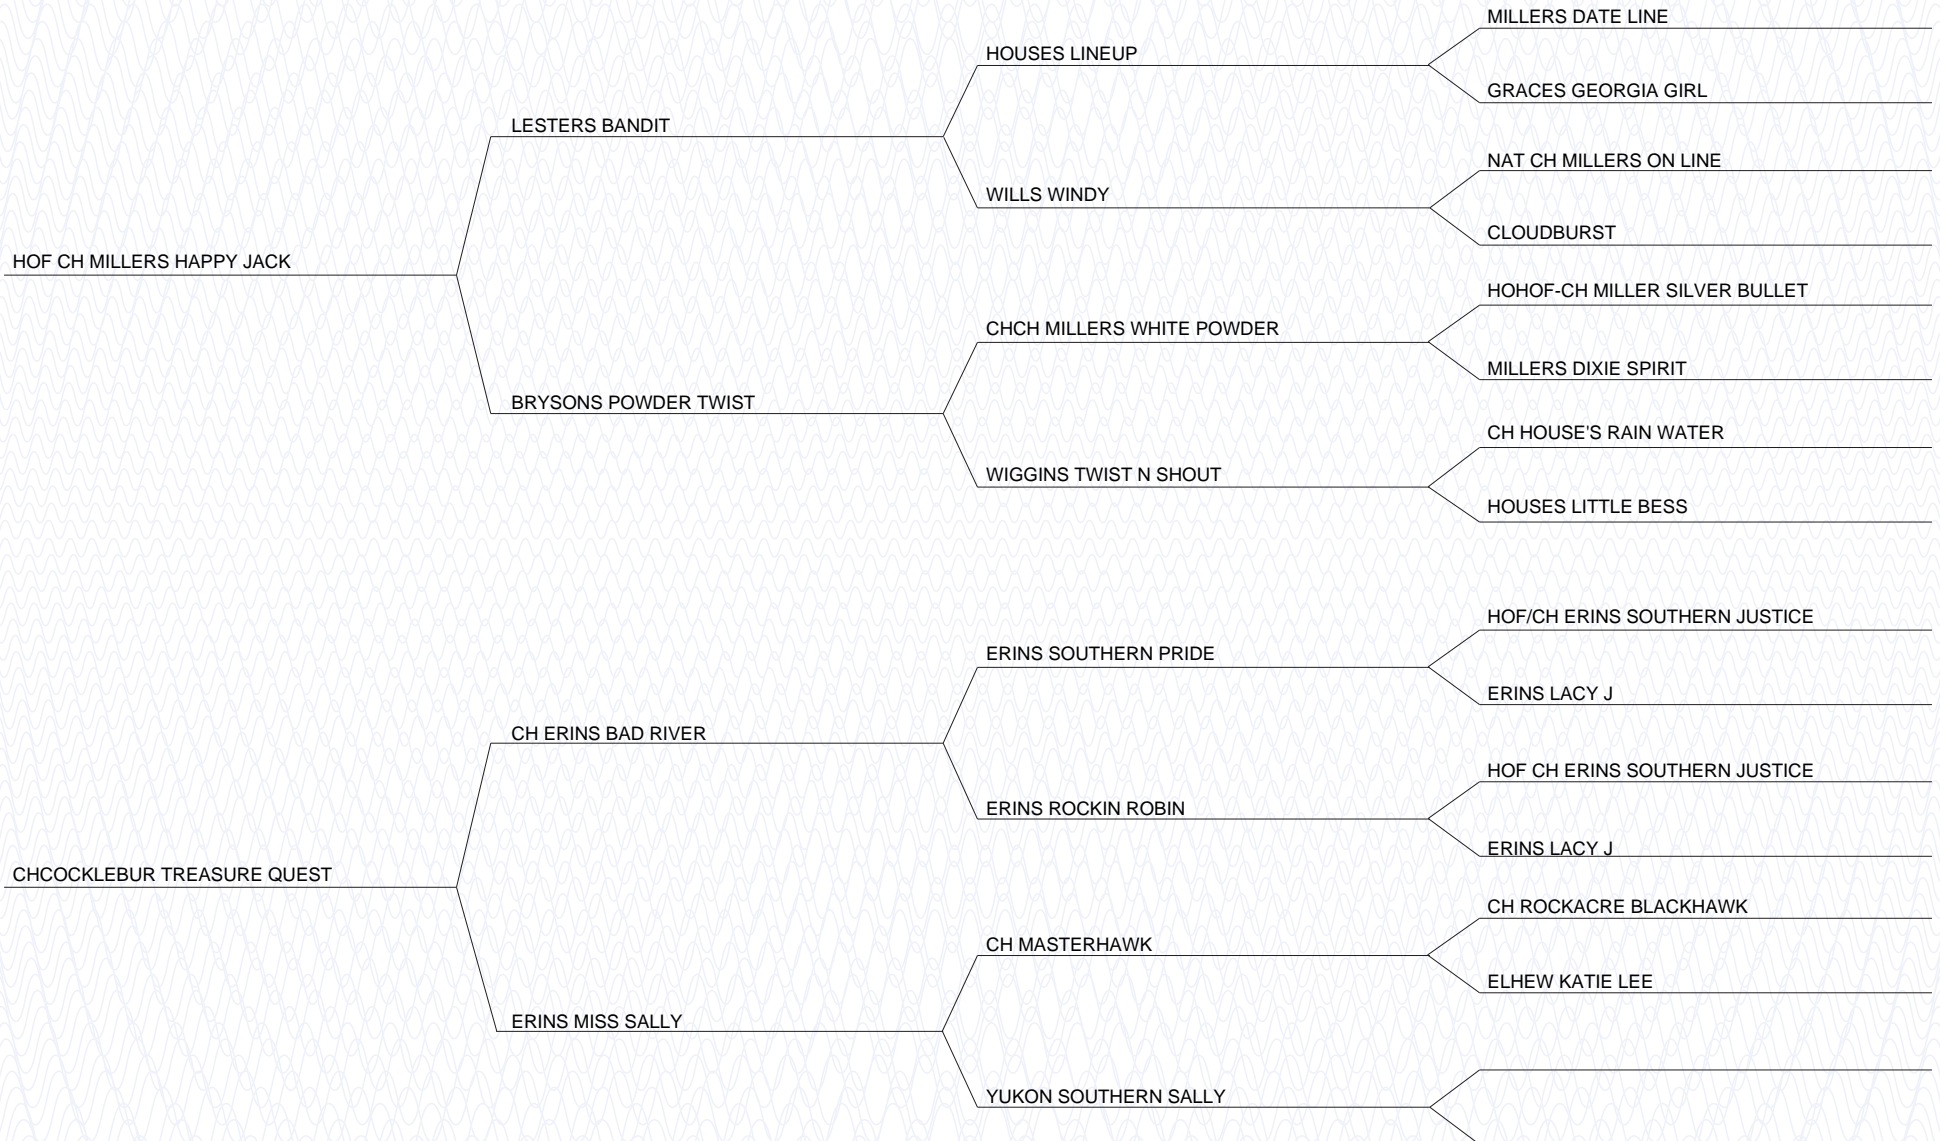 MILLERS DATE LINE
HOUSES LINEUP
GRACES GEORGIA GIRL
LESTERS BANDIT
NAT CH MILLERS ON LINE
WILLS WINDY
CLOUDBURST
HOF CH MILLERS HAPPY JACK
HOHOF-CH MILLER SILVER BULLET
CHCH MILLERS WHITE POWDER
MILLERS DIXIE SPIRIT
BRYSONS POWDER TWIST
CH HOUSE'S RAIN WATER
WIGGINS TWIST N SHOUT
HOUSES LITTLE BESS
HOF/CH ERINS SOUTHERN JUSTICE
ERINS SOUTHERN PRIDE
ERINS LACY J
CH ERINS BAD RIVER
HOF CH ERINS SOUTHERN JUSTICE
ERINS ROCKIN ROBIN
ERINS LACY J
CHCOCKLEBUR TREASURE QUEST
CH ROCKACRE BLACKHAWK
CH MASTERHAWK
ELHEW KATIE LEE
ERINS MISS SALLY
YUKON SOUTHERN SALLY